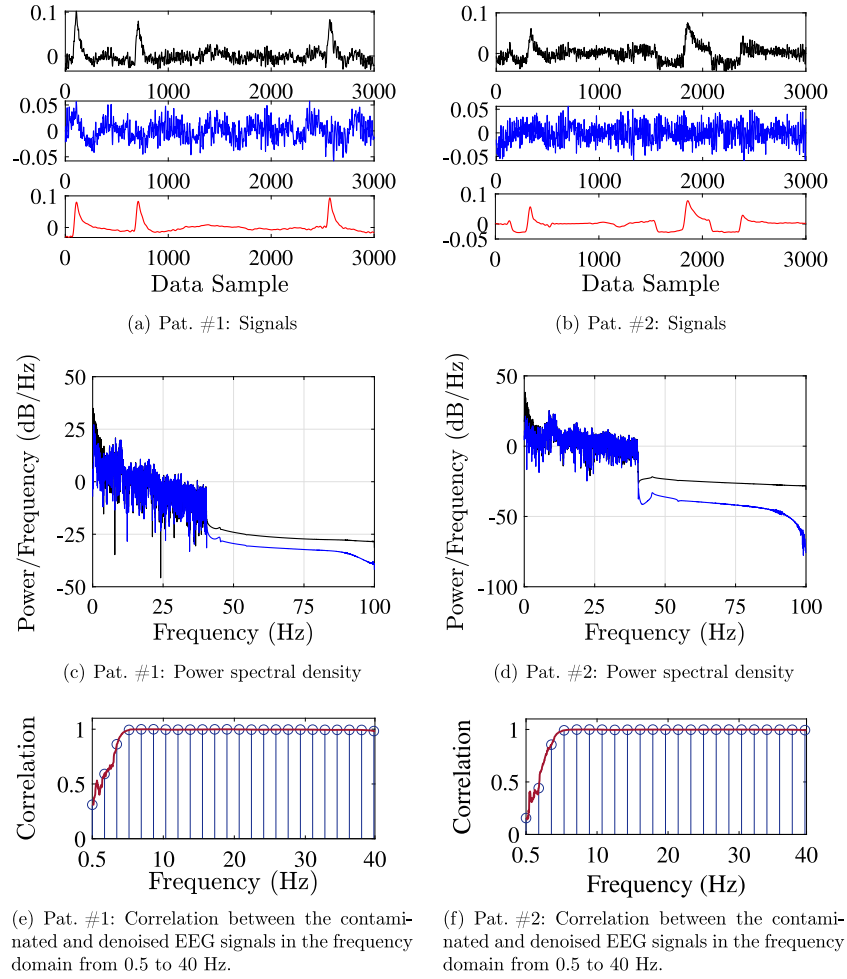 0.1
0
0 1000 2000 3000
0.05
0
-0.05
0 1000 2000 3000
0.1
0
0 1000 2000 3000
Data Sample
(a) Pat. #1: Signals
0.1
0
0 1000 2000 3000
0.05
0
-0.05
0 1000 2000 3000
0.1
0
-0.05
0 1000 2000 3000
Data Sample
(b) Pat. #2: Signals
Power/Frequency (dB/Hz)
50
25
0
-25
-50
0 25 50 75 100
Frequency (Hz)
(c) Pat. #1: Power spectral density
Power/Frequency (dB/Hz)
50
0
-50
-100
0 25 50 75 100
Frequency (Hz)
(d) Pat. #2: Power spectral density
Correlation
1
0.5
0
0.5 10 20 30 40
Frequency (Hz)
(e) Pat. #1: Correlation between the contami-
nated and denoised EEG signals in the frequency
domain from 0.5 to 40 Hz.
Correlation
1
0.5
0
0.5 10 20 30 40
Frequency (Hz)
(f) Pat. #2: Correlation between the contami-
nated and denoised EEG signals in the frequency
domain from 0.5 to 40 Hz.